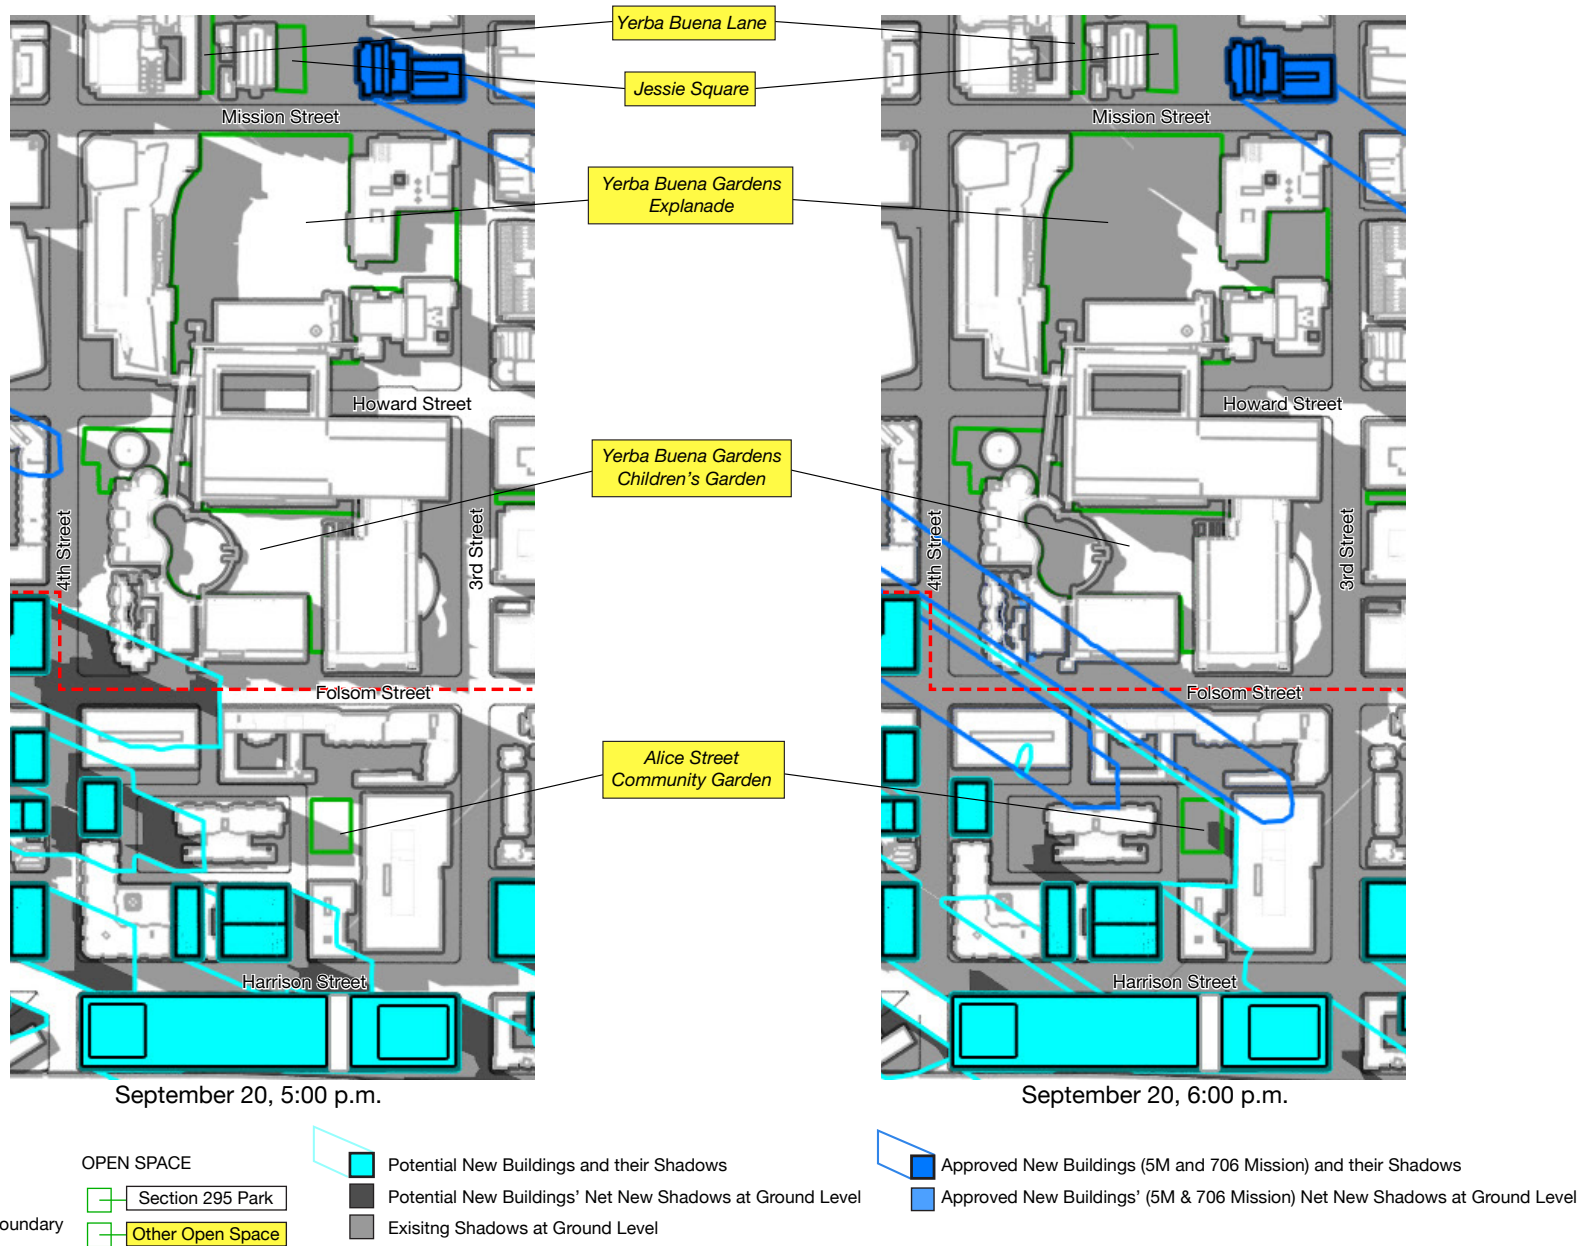 Yerba Buena Lane
Jessie Square
Mission Street
Mission Street
Yerba Buena Gardens
Explanade
Howard Street
Howard Street
Yerba Buena Gardens
Children's Garden
4th Street
3rd Street
4th Street
3rd Street
Folsom Street
Folsom Street
Alice Street
Community Garden
Harrison Street
Harrison Street
September 20, 5:00 p.m.
September 20, 6:00 p.m.
OPEN SPACE
Section 295 Park
oundary
Other Open Space
Potential New Buildings and their Shadows
Potential New Buildings' Net New Shadows at Ground Level
Exisitng Shadows at Ground Level
Approved New Buildings (5M and 706 Mission) and their Shadows
Approved New Buildings' (5M & 706 Mission) Net New Shadows at Ground Level